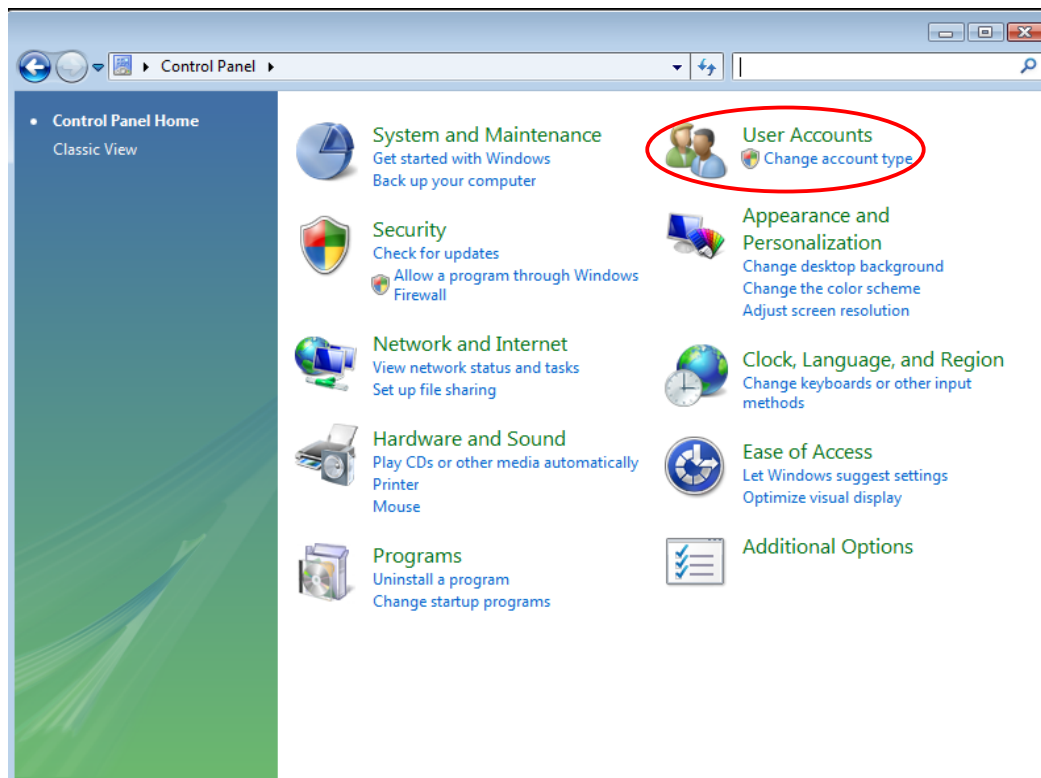 Control Panel
Control Panel Home
Classic View
System and Maintenance
Get started with Windows
Back up your computer
Security
Check for updates
Allow a program through Windows
Firewall
Network and Internet
View network status and tasks
Set up file sharing
Hardware and Sound
Play CDs or other media automatically
Printer
Mouse
Programs
Uninstall a program
Change startup programs
User Accounts
Change account type
Appearance and
Personalization
Change desktop background
Change the color scheme
Adjust screen resolution
Clock, Language, and Region
Change keyboards or other input
methods
Ease of Access
Let Windows suggest settings
Optimize visual display
Additional Options